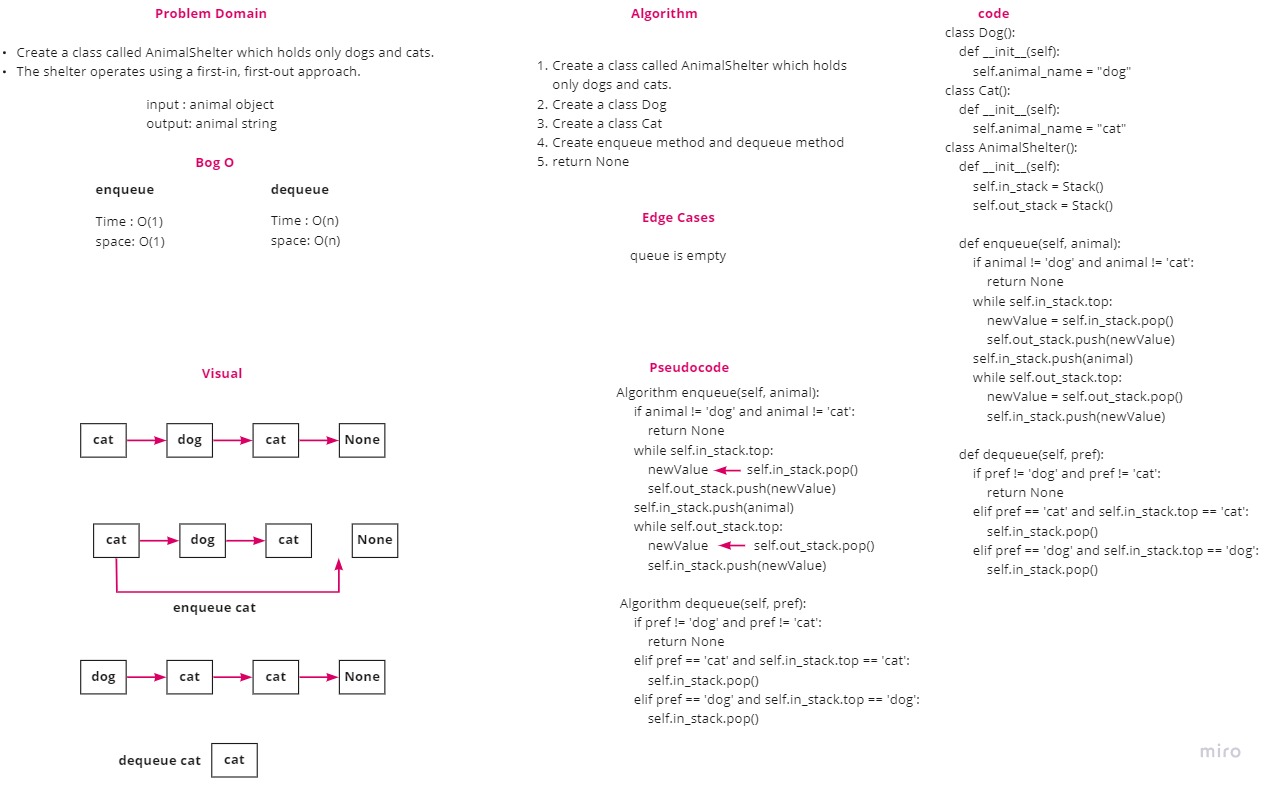 Problem Domain
• Create a class called AnimalShelter which holds only dogs and cats.
• The shelter operates using a first-in, first-out approach.
input : animal object
output: animal string
Bog O
enqueue
Time : O(1)
space: O(1)
dequeue
Time : O(n)
space: O(n)
Visual
cat
dog
cat
None
cat
dog
cat
None
enqueue cat
dog
cat
cat
None
dequeue cat
cat
Algorithm
1. Create a class called AnimalShelter which holds
only dogs and cats.
2. Create a class Dog
3. Create a class Cat
4. Create enqueue method and dequeue method
5. return None
Edge Cases
queue is empty
Pseudocode
Algorithm enqueue(self, animal):
if animal != 'dog' and animal != 'cat':
return None
while self.in_stack.top:
newValue self.in_stack.pop()
self.out_stack.push(newValue)
self.in_stack.push(animal)
while self.out_stack.top:
newValue self.out_stack.pop()
self.in_stack.push(newValue)
Algorithm dequeue(self, pref):
if pref != 'dog' and pref != 'cat':
return None
elif pref == 'cat' and self.in_stack.top == 'cat':
self.in_stack.pop()
elif pref == 'dog' and self.in_stack.top == 'dog':
self.in_stack.pop()
code
class Dog():
def __init__(self):
self.animal_name = "dog"
class Cat():
def __init__(self):
self.animal_name = "cat"
class AnimalShelter():
def __init__(self):
self.in_stack = Stack()
self.out_stack = Stack()
def enqueue(self, animal):
if animal != 'dog' and animal != 'cat':
return None
while self.in_stack.top:
newValue = self.in_stack.pop()
self.out_stack.push(newValue)
self.in_stack.push(animal)
while self.out_stack.top:
newValue = self.out_stack.pop()
self.in_stack.push(newValue)
def dequeue(self, pref):
if pref != 'dog' and pref != 'cat':
return None
elif pref == 'cat' and self.in_stack.top == 'cat':
self.in_stack.pop()
elif pref == 'dog' and self.in_stack.top == 'dog':
self.in_stack.pop()
miro